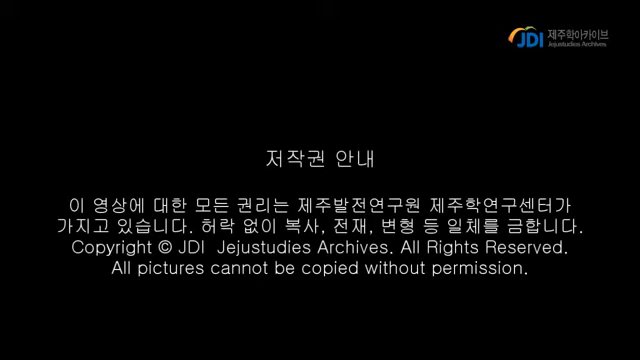 JDI 제주학아카이브
Jejustudies Archives
저작권 안내
이 영상에 대한 모든 권리는 제주발전연구원 제주학연구센터가
가지고 있습니다. 허락 없이 복사, 전재, 변형 등 일체를 금합니다.
Copyright © JDI Jejustudies Archives. All Rights Reserved.
All pictures cannot be copied without permission.